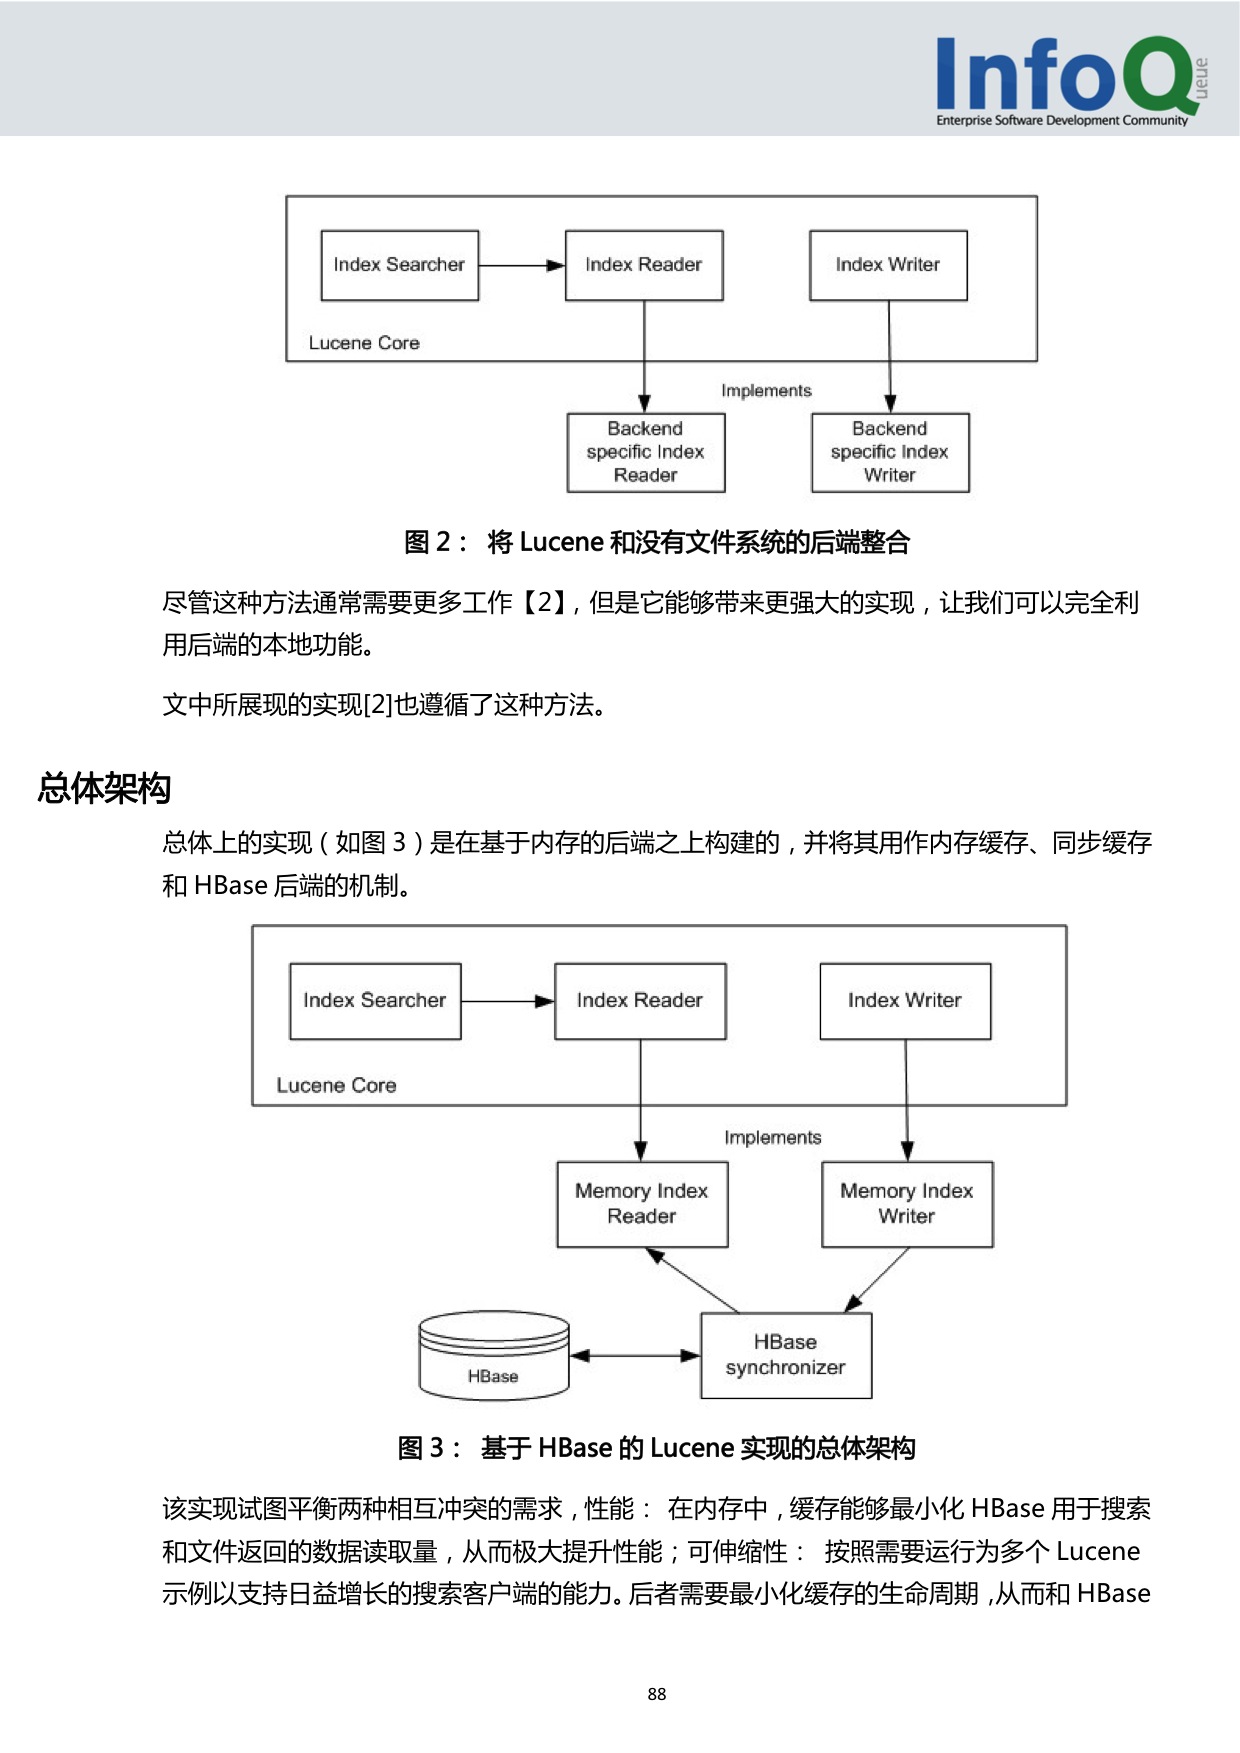 InfoQ
ueue
Enterprise Software Development Community
Index Searcher
Index Reader
Index Writer
Lucene Core
Implements
Backend
specific Index
Reader
Backend
specific Index
Writer
图 2： 将 Lucene 和没有文件系统的后端整合
尽管这种方法通常需要更多工作【2】，但是它能够带来更强大的实现，让我们可以完全利
用后端的本地功能。
文中所展现的实现[2]也遵循了这种方法。
总体架构
总体上的实现（如图 3）是在基于内存的后端之上构建的，并将其用作内存缓存、同步缓存
和 HBase 后端的机制。
Index Searcher
Index Reader
Index Writer
Lucene Core
Implements
Memory Index
Reader
Memory Index
Writer
HBase
HBase
synchronizer
图 3： 基于 HBase 的 Lucene 实现的总体架构
该实现试图平衡两种相互冲突的需求，性能： 在内存中，缓存能够最小化 HBase 用于搜索
和文件返回的数据读取量，从而极大提升性能；可伸缩性： 按照需要运行为多个 Lucene
示例以支持日益增长的搜索客户端的能力。后者需要最小化缓存的生命周期，从而和 HBase
88